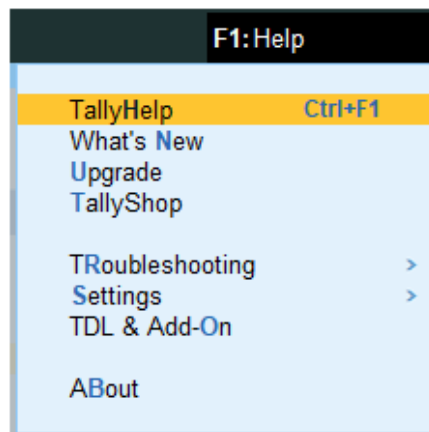 F1: Help
TallyHelp Ctrl+F1
What's New
Upgrade
TallyShop
TRoubleshooting >
Settings >
TDL & Add-On
ABout